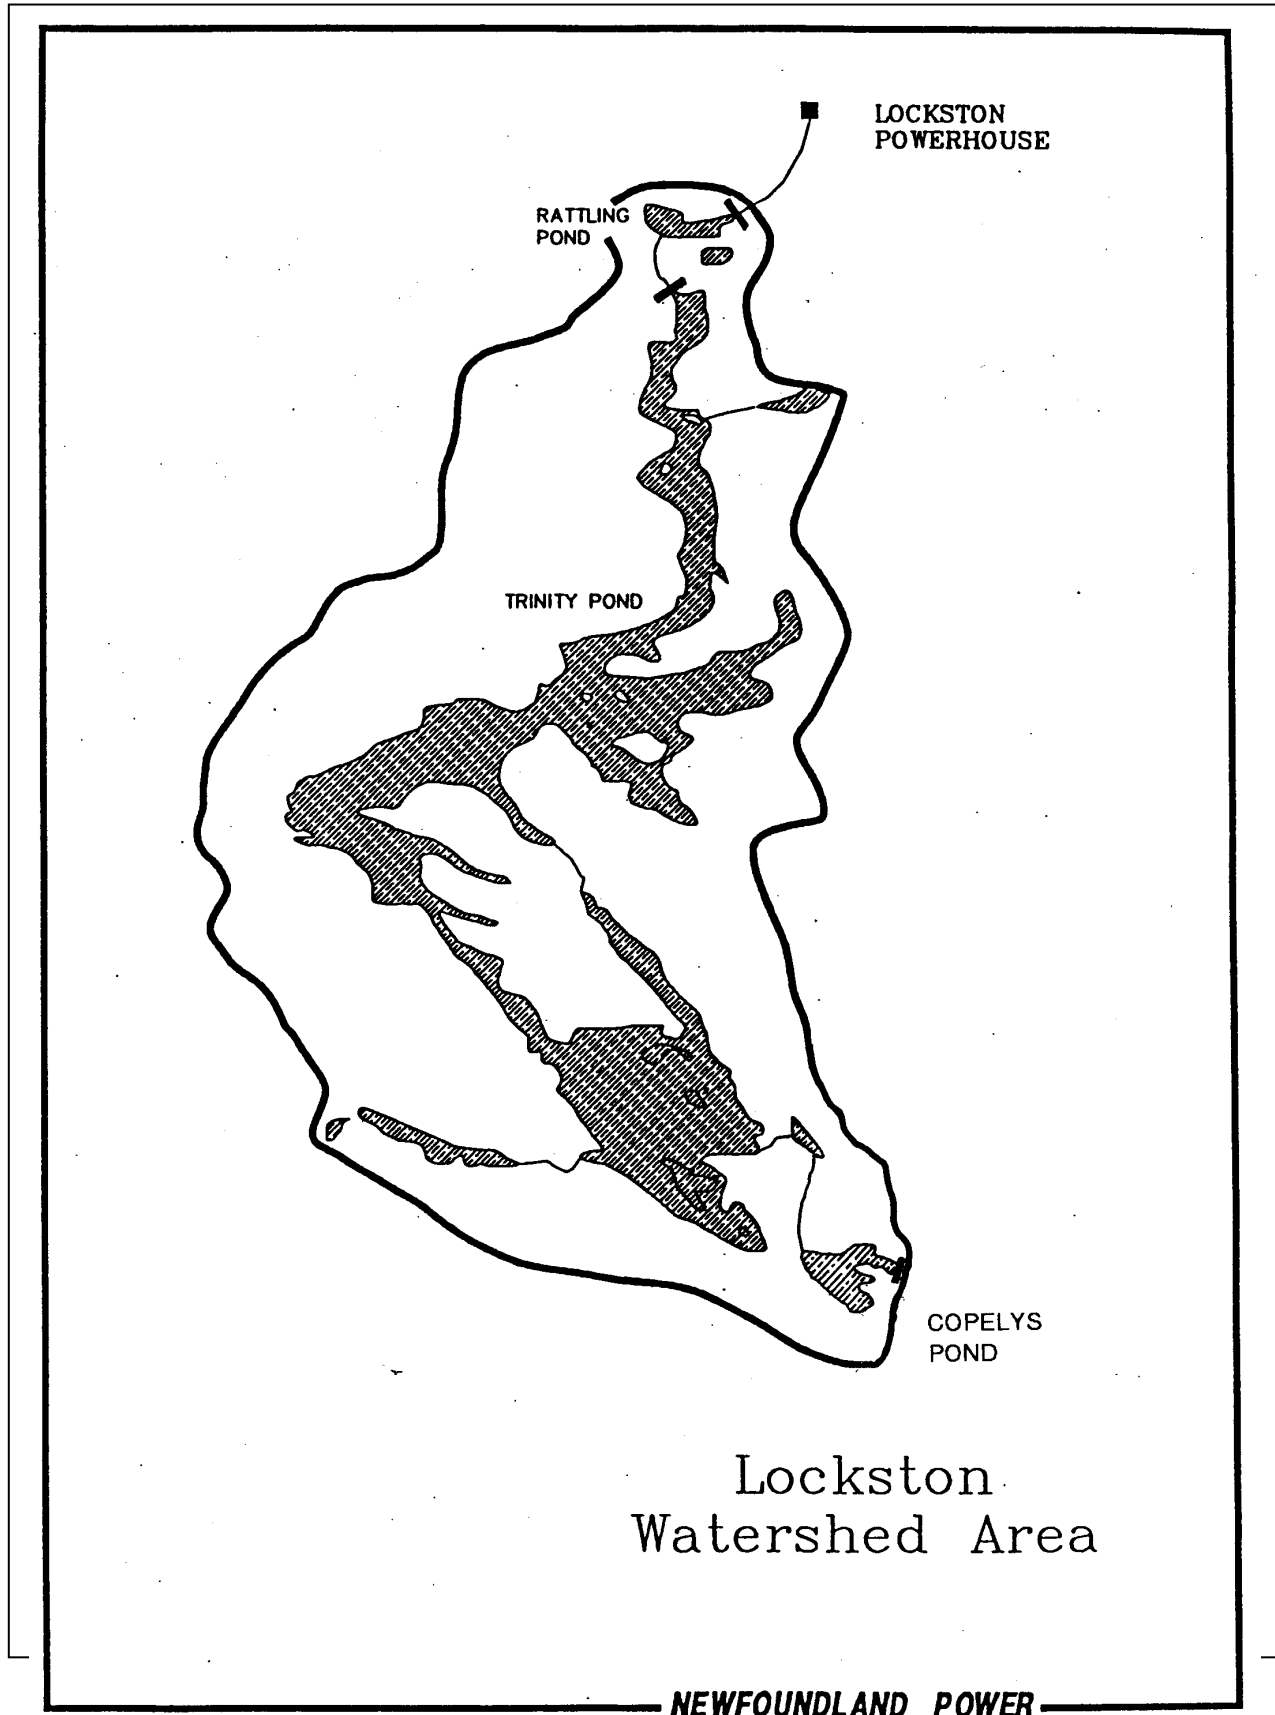 LOCKSTON
POWERHOUSE
RATTLING
POND
TRINITY POND
COPELYS
POND
Lockston
Watershed Area
NEWFOUNDLAND POWER